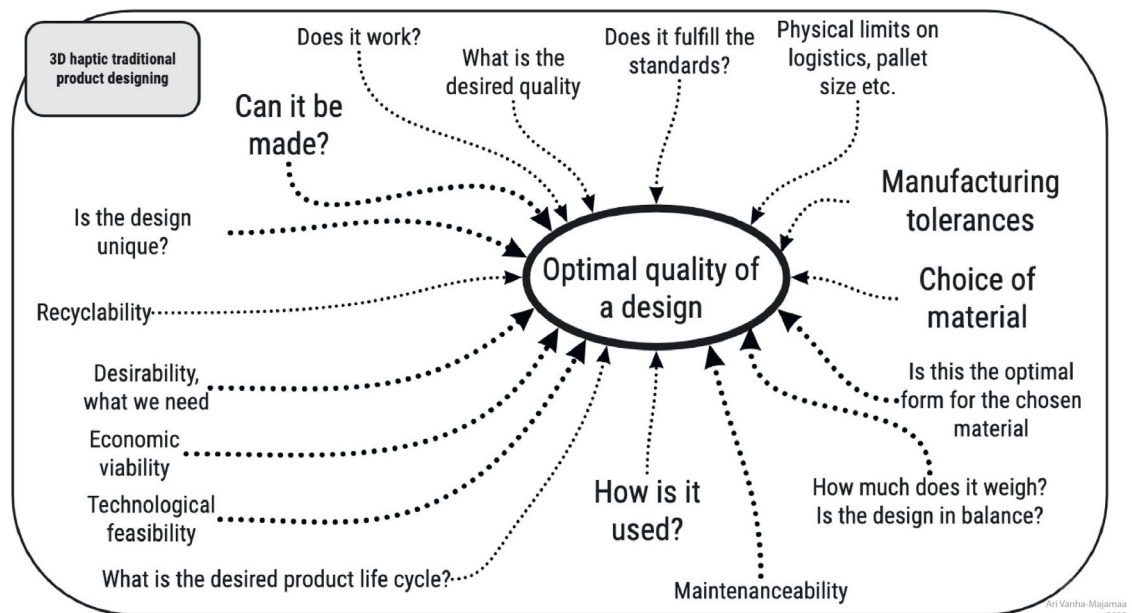 3D haptic traditional
product designing
Does it work?
What is the
desired quality
Does it fulfill the
standards?
Physical limits on
logistics, pallet
size etc.
Can it be
made?
Manufacturing
tolerances
Is the design
unique?
Optimal quality of
a design
Choice of
material
Recyclability
Desirability,
what we need
Is this the optimal
form for the chosen
material
Economic
viability
Technological
feasibility
How is it
used?
How much does it weigh?
Is the design in balance?
What is the desired product life cycle?
Maintenanceability
Ari Vanha-Majamaa